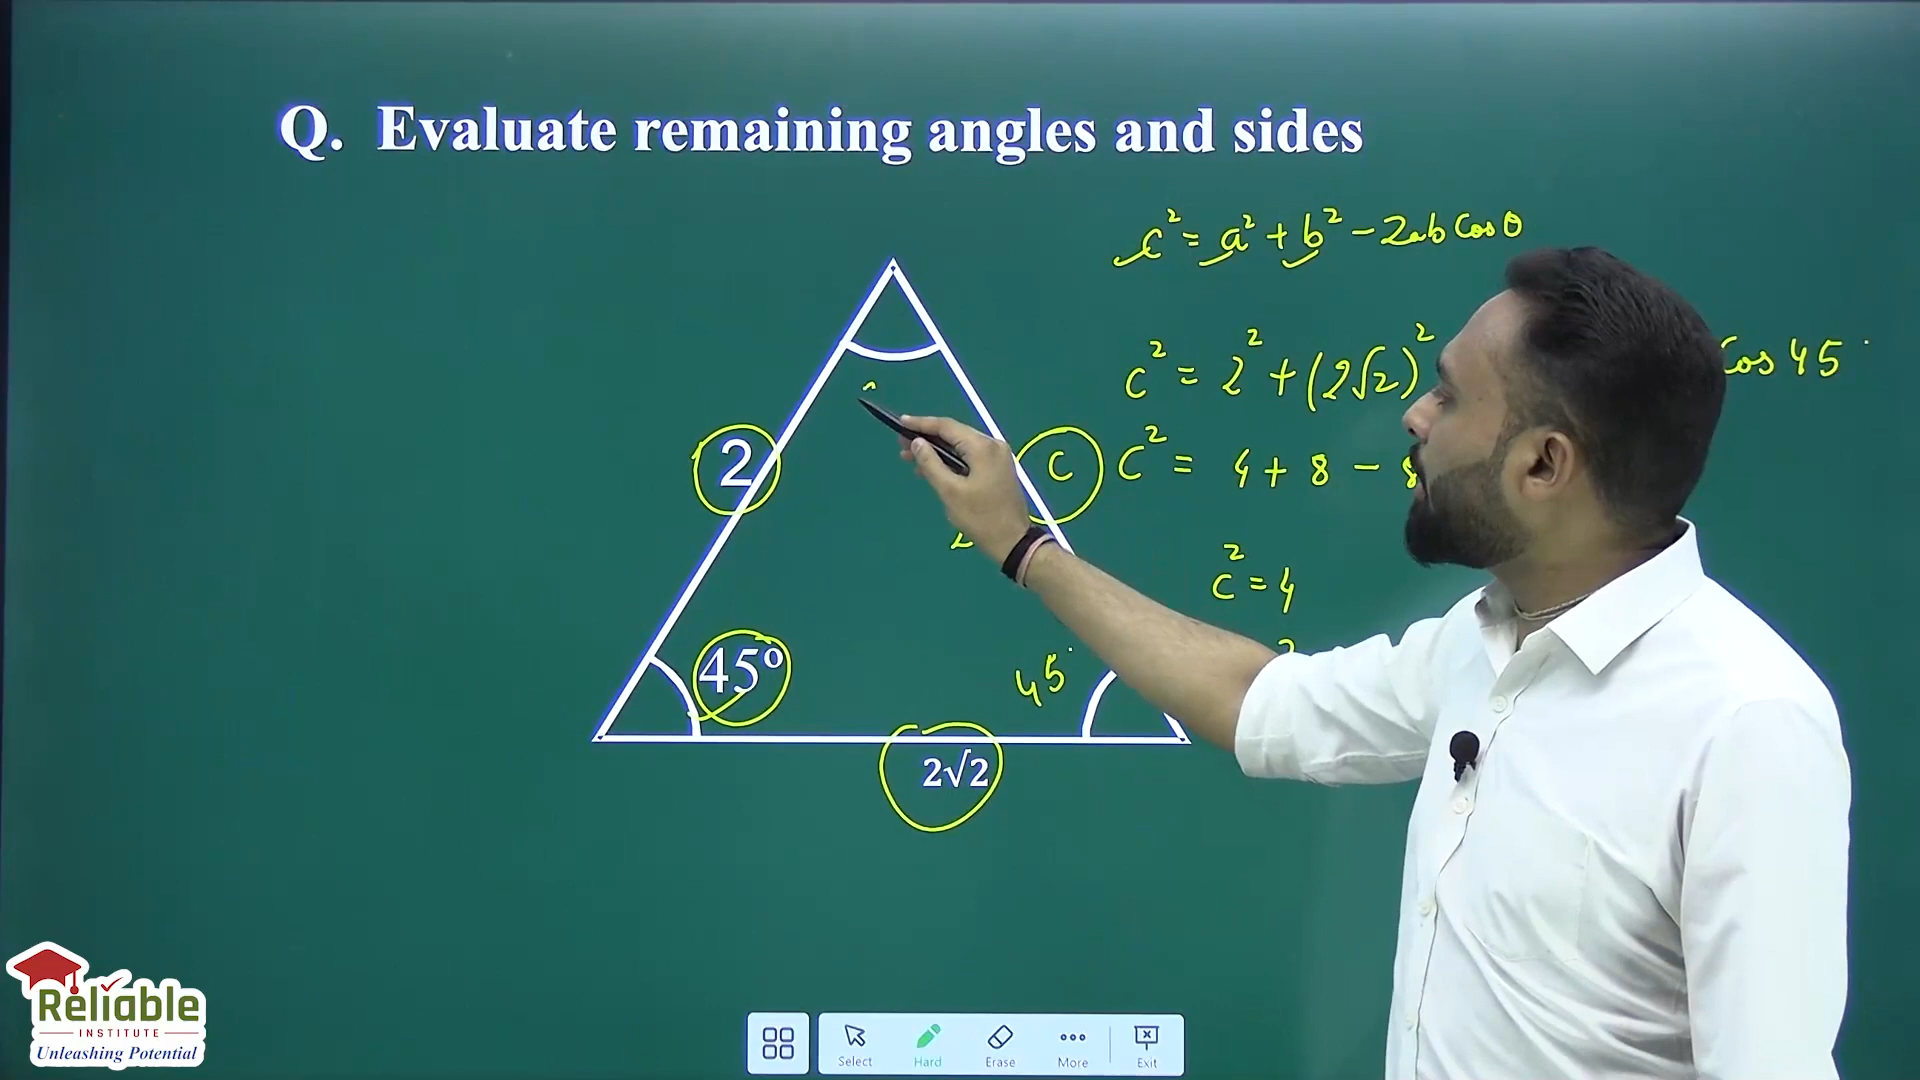 Q. Evaluate remaining angles and sides
c² = a² + b² - 2ab Cos θ
c² = 2² + (2√2)²
Cos 45°
2
C
C² = 4 + 8 - 8
c² = 4
45°
45°
2√2
Reliable
INSTITUTE
Unleashing Potential
Select
Hard
Erase
More
Exit